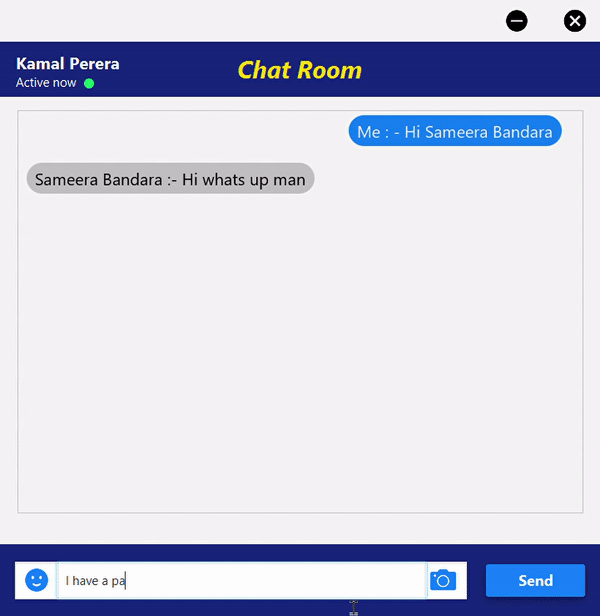 Kamal Perera
Active now
Chat Room
Me : - Hi Sameera Bandara
Sameera Bandara :- Hi whats up man
I have a pa
Send